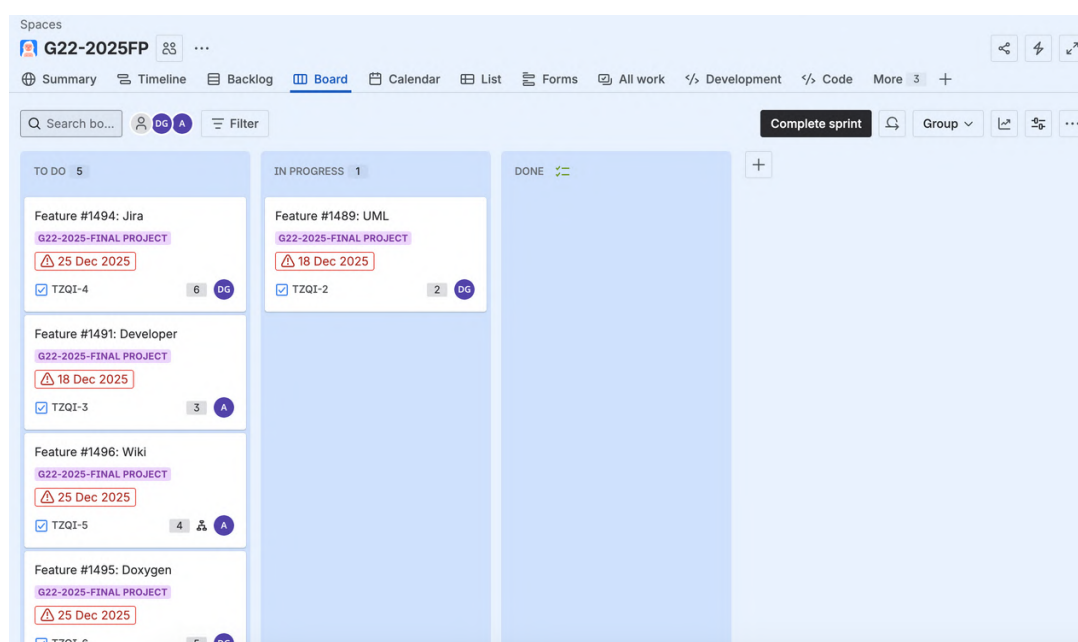 Spaces
G22-2025FP
Summary Timeline Backlog Board Calendar List Forms All work Development Code More 3
Search bo... DG A Filter Complete sprint Group
TO DO 5
Feature #1494: Jira
G22-2025-FINAL PROJECT
25 Dec 2025
TZQI-4 6 DG
Feature #1491: Developer
G22-2025-FINAL PROJECT
18 Dec 2025
TZQI-3 3 A
Feature #1496: Wiki
G22-2025-FINAL PROJECT
25 Dec 2025
TZQI-5 4 A
Feature #1495: Doxygen
G22-2025-FINAL PROJECT
25 Dec 2025
IN PROGRESS 1
Feature #1489: UML
G22-2025-FINAL PROJECT
18 Dec 2025
TZQI-2 2 DG
DONE